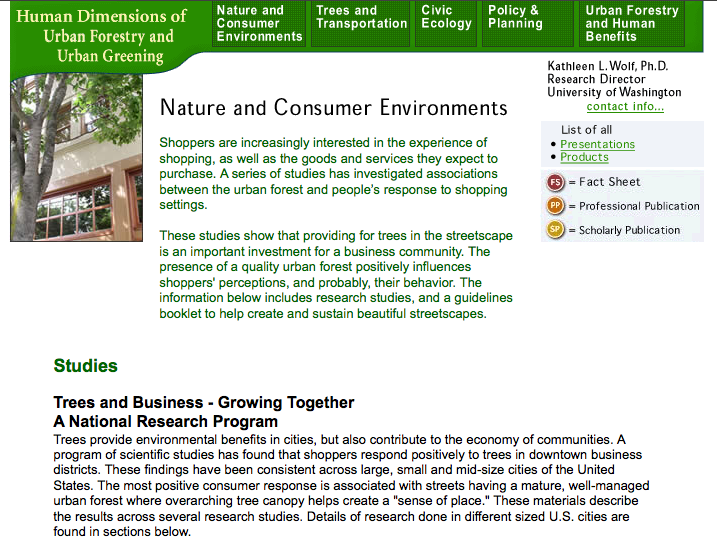 Human Dimensions of
Urban Forestry and
Urban Greening
Nature and
Consumer
Environments
Trees and
Transportation
Civic
Ecology
Policy &
Planning
Urban Forestry
and Human
Benefits
Kathleen L. Wolf, Ph.D.
Research Director
University of Washington
contact info...
List of all
• Presentations
• Products
FS = Fact Sheet
PP = Professional Publication
SP = Scholarly Publication
Nature and Consumer Environments
Shoppers are increasingly interested in the experience of
shopping, as well as the goods and services they expect to
purchase. A series of studies has investigated associations
between the urban forest and people's response to shopping
settings.
These studies show that providing for trees in the streetscape
is an important investment for a business community. The
presence of a quality urban forest positively influences
shoppers' perceptions, and probably, their behavior. The
information below includes research studies, and a guidelines
booklet to help create and sustain beautiful streetscapes.
Studies
Trees and Business - Growing Together
A National Research Program
Trees provide environmental benefits in cities, but also contribute to the economy of communities. A
program of scientific studies has found that shoppers respond positively to trees in downtown business
districts. These findings have been consistent across large, small and mid-size cities of the United
States. The most positive consumer response is associated with streets having a mature, well-managed
urban forest where overarching tree canopy helps create a "sense of place." These materials describe
the results across several research studies. Details of research done in different sized U.S. cities are
found in sections below.